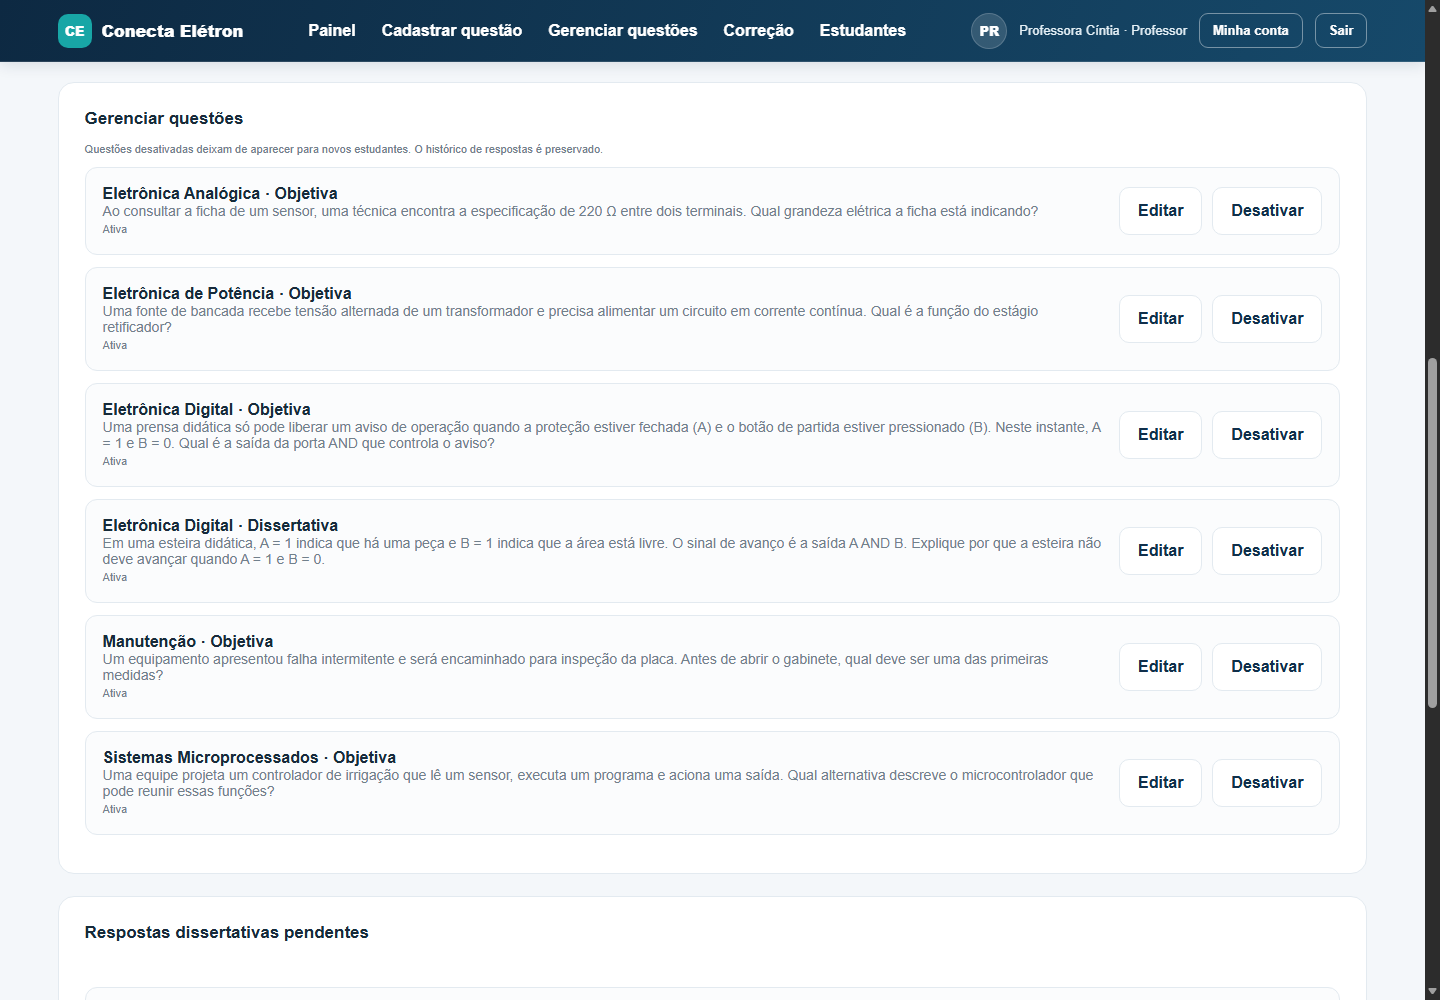 CE Conecta Elétron Painel Cadastrar questão Gerenciar questões Correção Estudantes PR Professora Cíntia · Professor Minha conta Sair
Gerenciar questões
Questões desativadas deixam de aparecer para novos estudantes. O histórico de respostas é preservado.
Eletrônica Analógica · Objetiva
Ao consultar a ficha de um sensor, uma técnica encontra a especificação de 220 Ω entre dois terminais. Qual grandeza elétrica a ficha está indicando?
Ativa
Editar Desativar
Eletrônica de Potência · Objetiva
Uma fonte de bancada recebe tensão alternada de um transformador e precisa alimentar um circuito em corrente contínua. Qual é a função do estágio
retificador?
Ativa
Editar Desativar
Eletrônica Digital · Objetiva
Uma prensa didática só pode liberar um aviso de operação quando a proteção estiver fechada (A) e o botão de partida estiver pressionado (B). Neste instante, A
= 1 e B = 0. Qual é a saída da porta AND que controla o aviso?
Ativa
Editar Desativar
Eletrônica Digital · Dissertativa
Em uma esteira didática, A = 1 indica que há uma peça e B = 1 indica que a área está livre. O sinal de avanço é a saída A AND B. Explique por que a esteira não
deve avançar quando A = 1 e B = 0.
Ativa
Editar Desativar
Manutenção · Objetiva
Um equipamento apresentou falha intermitente e será encaminhado para inspeção da placa. Antes de abrir o gabinete, qual deve ser uma das primeiras
medidas?
Ativa
Editar Desativar
Sistemas Microprocessados · Objetiva
Uma equipe projeta um controlador de irrigação que lê um sensor, executa um programa e aciona uma saída. Qual alternativa descreve o microcontrolador que
pode reunir essas funções?
Ativa
Editar Desativar
Respostas dissertativas pendentes